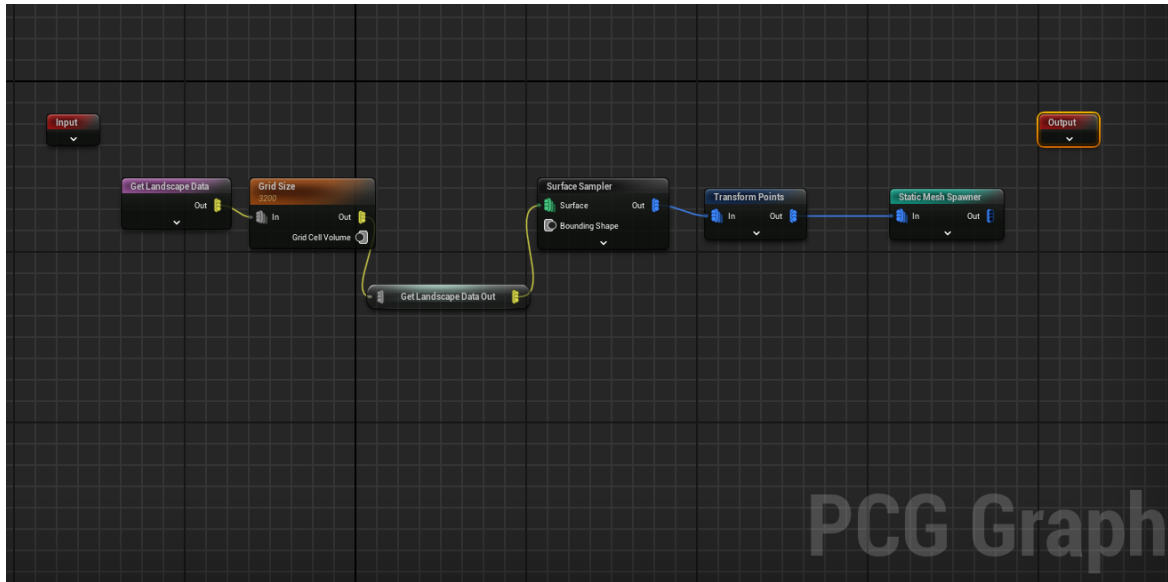 Input
Output
Get Landscape Data
Out
Grid Size
3200
In
Out
Grid Cell Volume
Get Landscape Data Out
Surface Sampler
Surface
Out
Bounding Shape
Transform Points
In
Out
Static Mesh Spawner
In
Out
PCG Graph